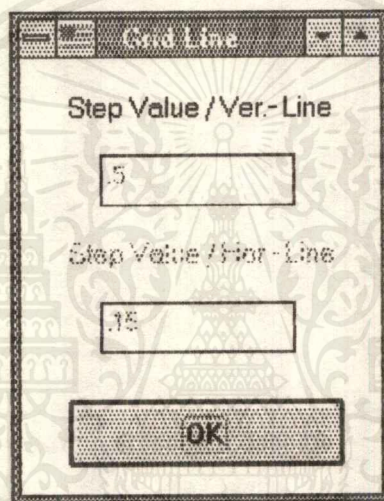 Grid Line
Step Value / Ver.- Line
.5
Step Value / Hor - Line
.15
OK